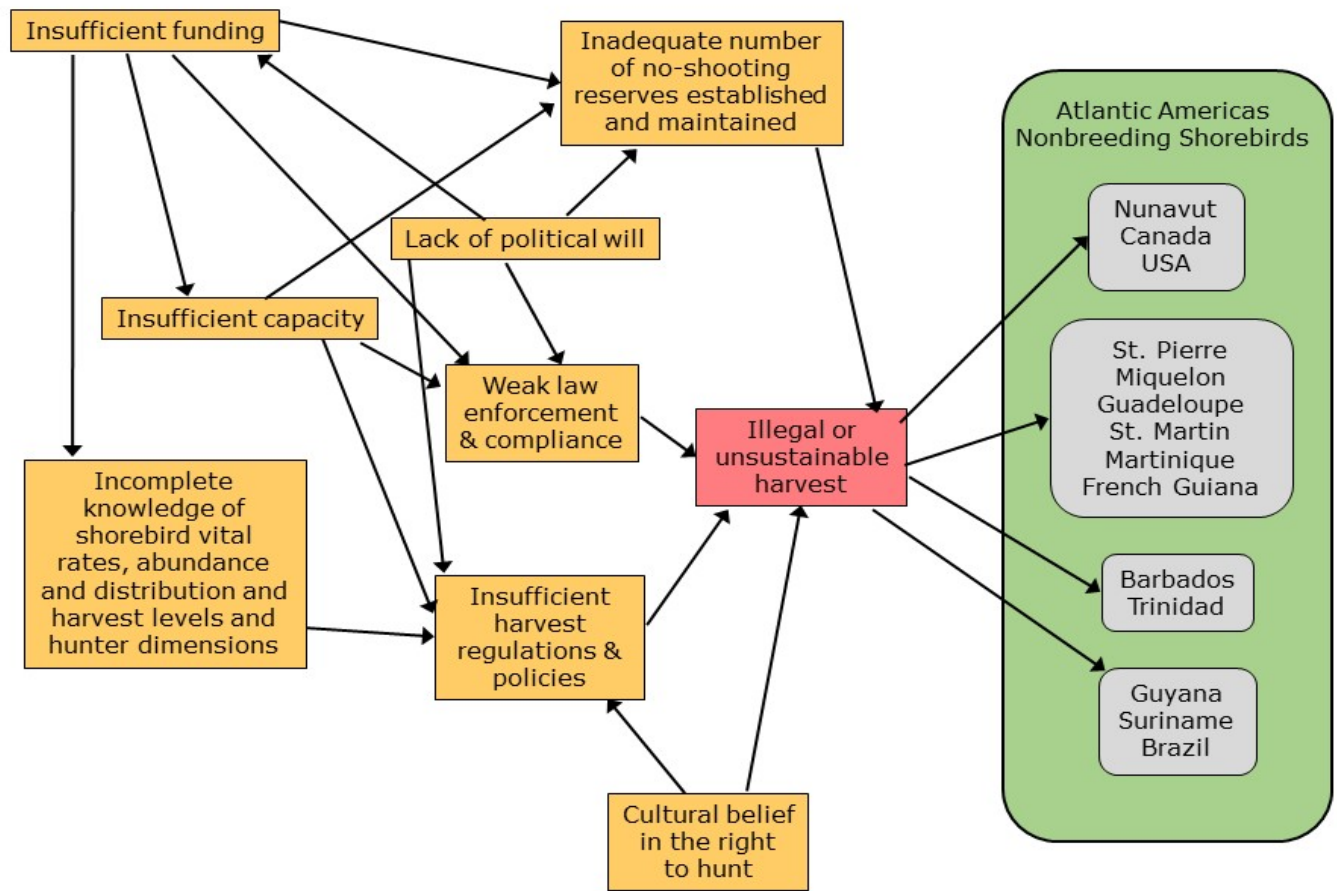 Insufficient funding
Inadequate number
of no-shooting
reserves established
and maintained
Atlantic Americas
Nonbreeding Shorebirds
Nunavut
Canada
USA
Lack of political will
Insufficient capacity
St. Pierre
Miquelon
Guadeloupe
St. Martin
Martinique
French Guiana
Weak law
enforcement
& compliance
Illegal or
unsustainable
harvest
Incomplete
knowledge of
shorebird vital
rates, abundance
and distribution and
harvest levels and
hunter dimensions
Barbados
Trinidad
Insufficient
harvest
regulations &
policies
Guyana
Suriname
Brazil
Cultural belief
in the right
to hunt